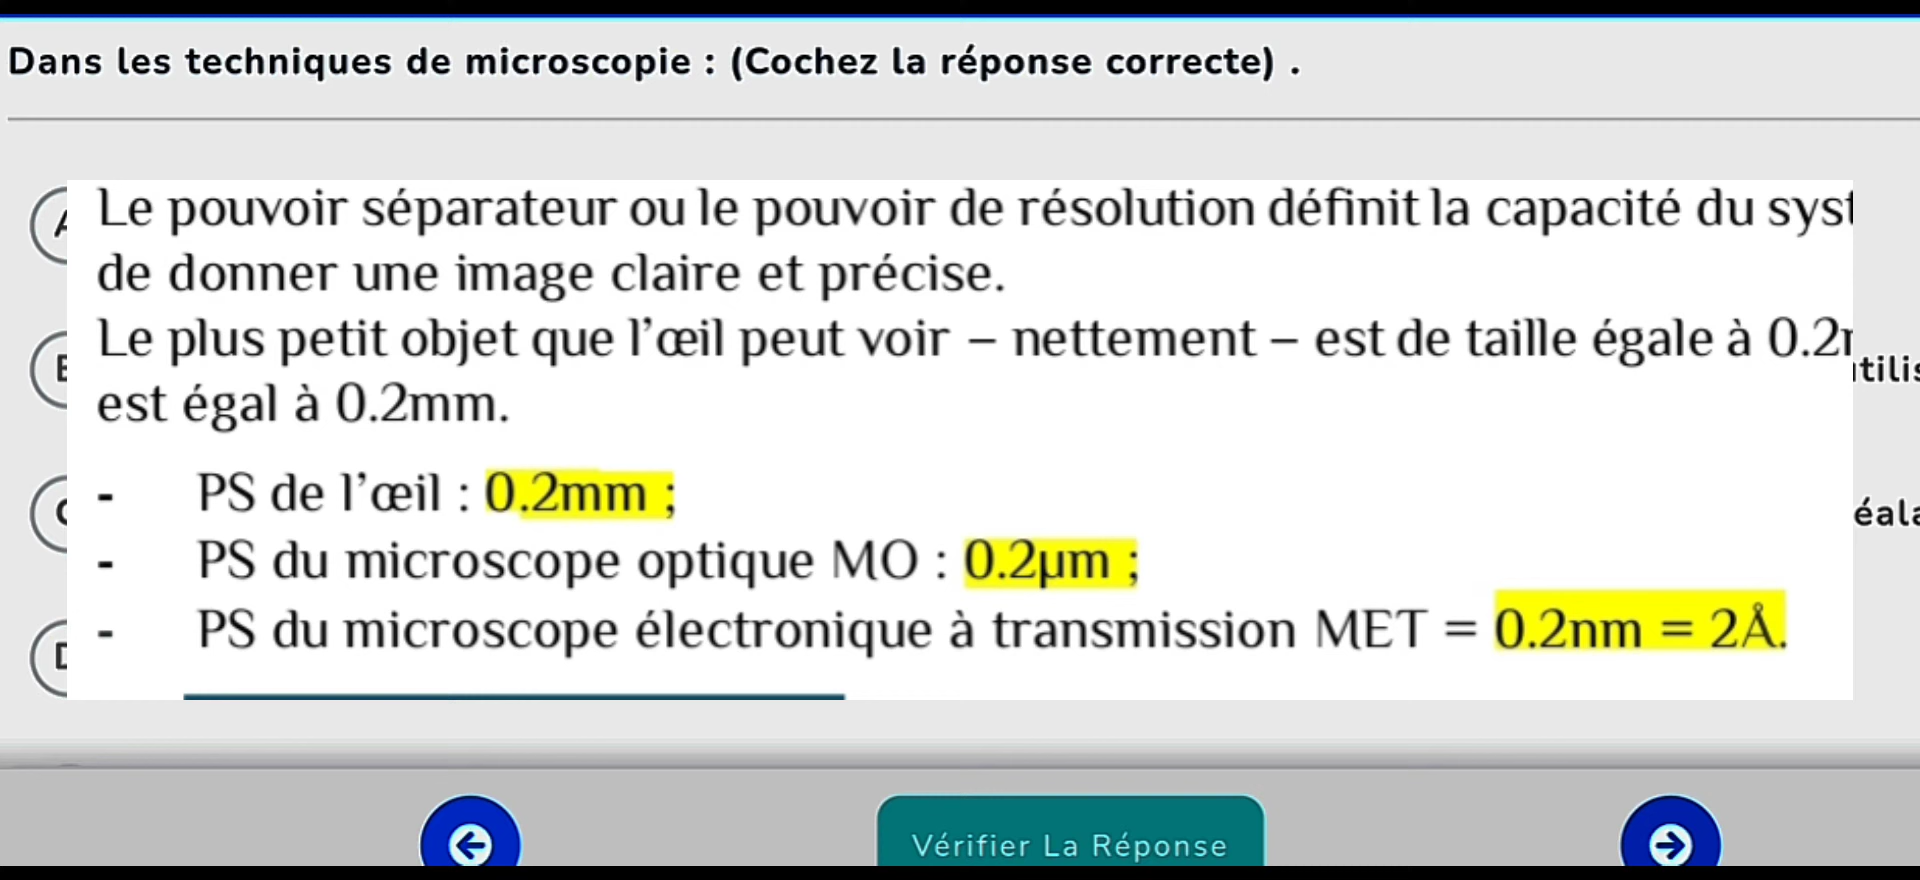 Dans les techniques de microscopie : (Cochez la réponse correcte) .
Le pouvoir séparateur ou le pouvoir de résolution définit la capacité du syst
de donner une image claire et précise.
Le plus petit objet que l'œil peut voir – nettement – est de taille égale à 0.2
est égal à 0.2mm.
- PS de l'œil : 0.2mm ;
- PS du microscope optique MO : 0.2µm ;
- PS du microscope électronique à transmission MET = 0.2nm = 2Å.
Vérifier La Réponse